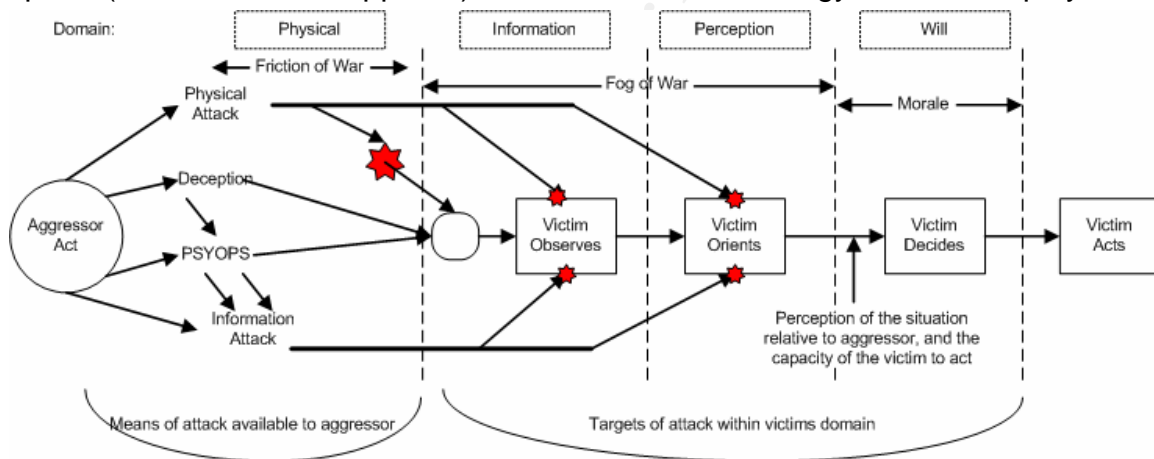 Domain:
Physical
Information
Perception
Will
Friction of War
Fog of War
Morale
Physical
Attack
Deception
PSYOPS
Information
Attack
Aggressor
Act
Victim
Observes
Victim
Orients
Victim
Decides
Victim
Acts
Perception of the situation
relative to aggressor, and the
capacity of the victim to act
Means of attack available to aggressor
Targets of attack within victims domain